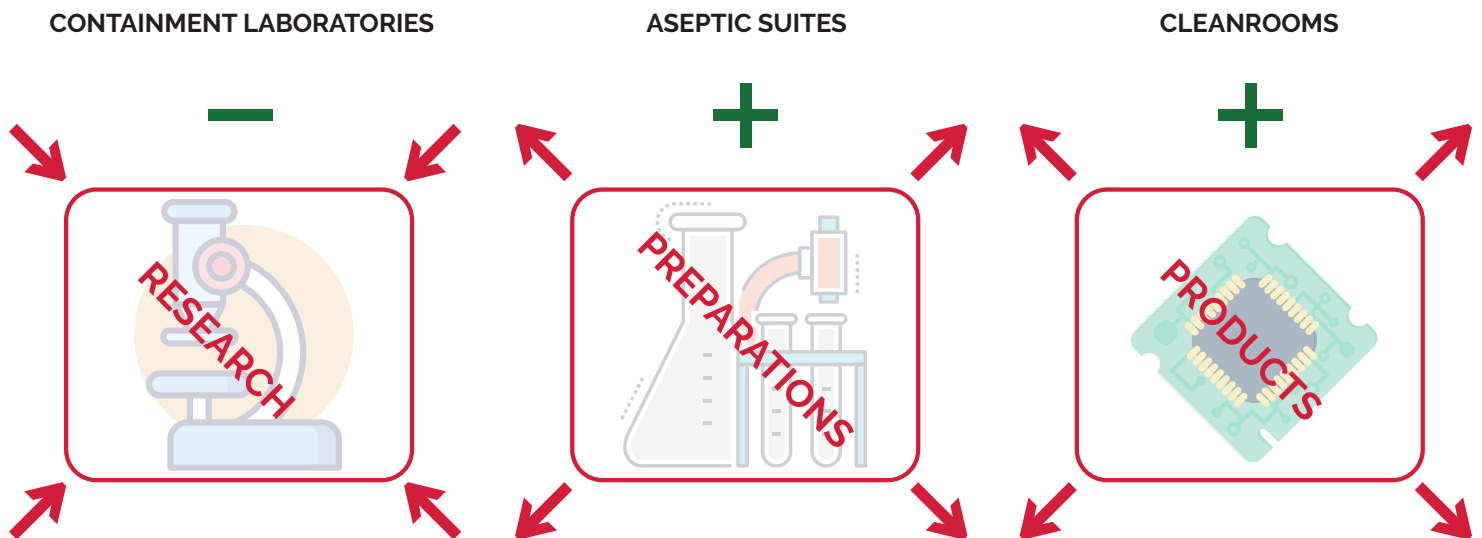 CONTAINMENT LABORATORIES
ASEPTIC SUITES
CLEANROOMS
RESEARCH
PREPARATIONS
PRODUCTS